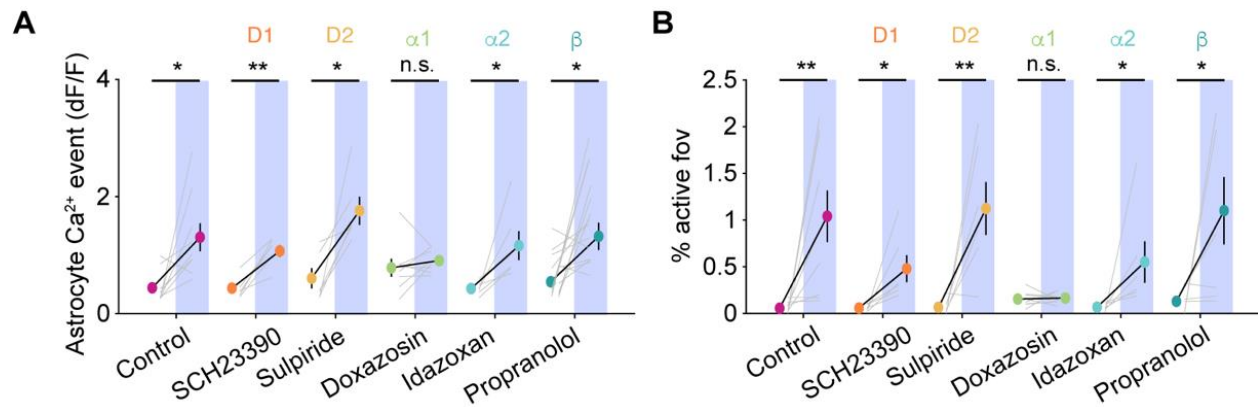 A
D1 D2 α1 α2 β
* ** * n.s. * *
Astrocyte Ca²⁺ event (dF/F)
4
2
0
Control SCH23390 Sulpiride Doxazosin Idazoxan Propranolol
B
D1 D2 α1 α2 β
** * ** n.s. * *
% active fov
2.5
2
1.5
1
0.5
0
Control SCH23390 Sulpiride Doxazosin Idazoxan Propranolol